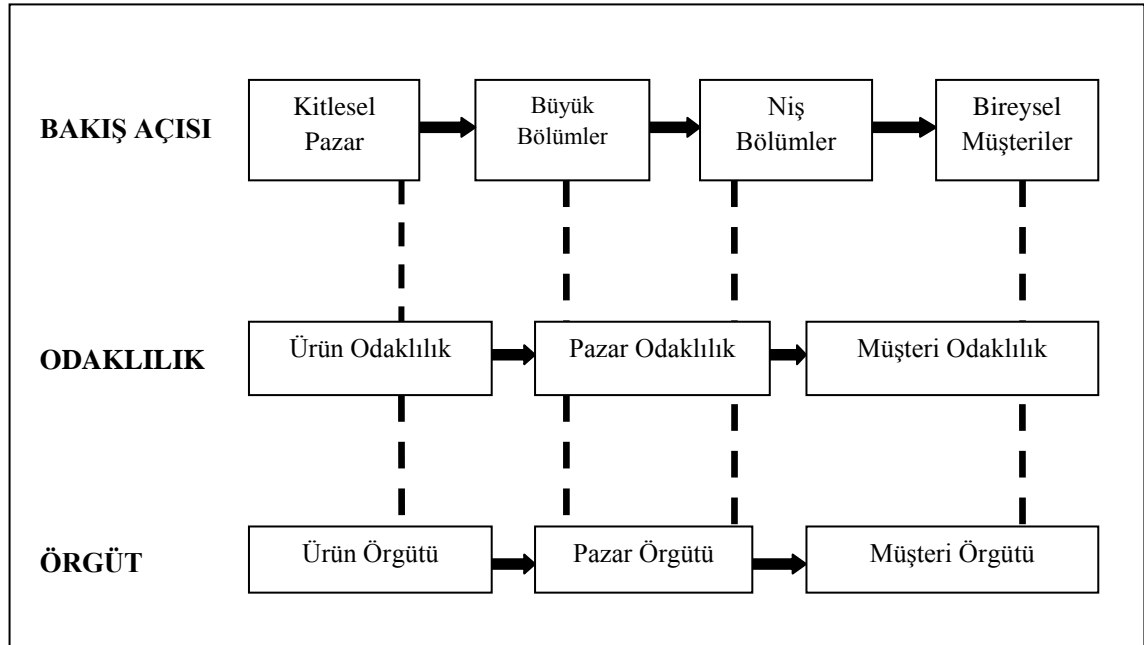 BAKIŞ AÇISI
Kitlesel
Pazar
Büyük
Bölümler
Niş
Bölümler
Bireysel
Müşteriler
ODAKLILIK
Ürün Odaklılık
Pazar Odaklılık
Müşteri Odaklılık
ÖRGÜT
Ürün Örgütü
Pazar Örgütü
Müşteri Örgütü